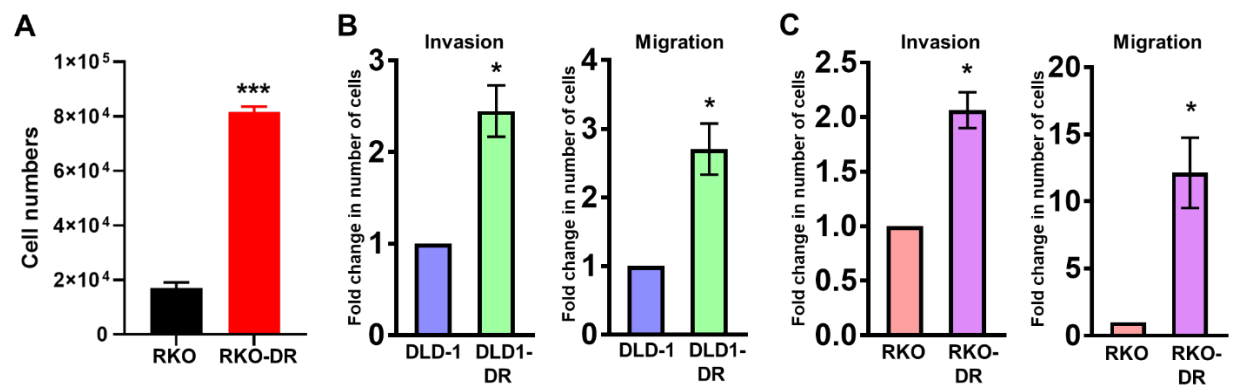 A
Cell numbers
1×10⁵
8×10⁴
6×10⁴
4×10⁴
2×10⁴
0
***
RKO
RKO-DR
B
Invasion
Fold change in number of cells
3
2
1
0
*
DLD-1
DLD1-
DR
Migration
Fold change in number of cells
4
3
2
1
0
*
DLD-1
DLD1-
DR
C
Invasion
Fold change in number of cells
2.5
2.0
1.5
1.0
0.5
0.0
*
RKO
RKO-
DR
Migration
Fold change in number of cells
20
15
10
5
0
*
RKO
RKO-
DR